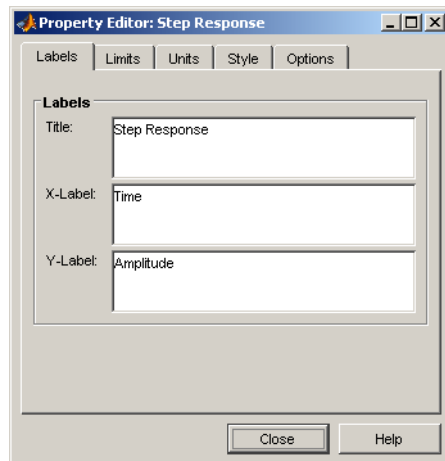 Property Editor: Step Response
Labels Limits Units Style Options
Labels
Title: Step Response
X-Label: Time
Y-Label: Amplitude
Close Help